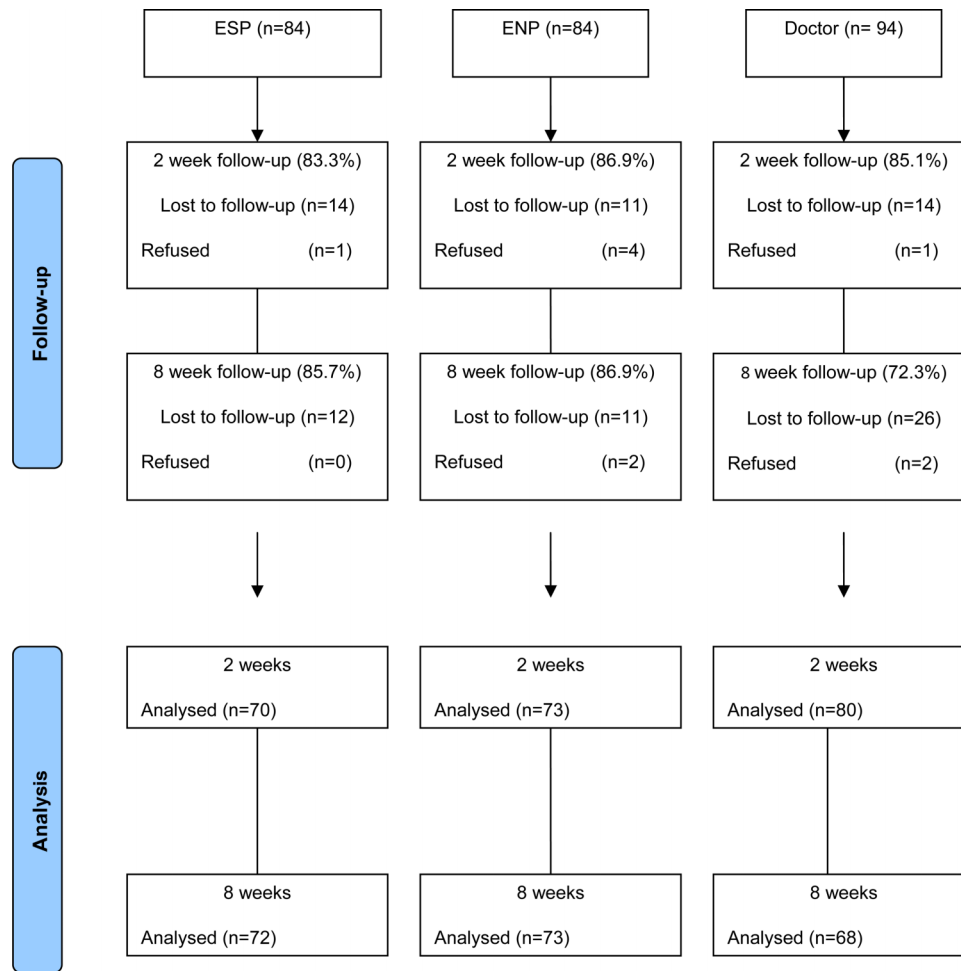 ESP (n=84)
ENP (n=84)
Doctor (n= 94)
Follow-up
2 week follow-up (83.3%)
Lost to follow-up (n=14)
Refused (n=1)
2 week follow-up (86.9%)
Lost to follow-up (n=11)
Refused (n=4)
2 week follow-up (85.1%)
Lost to follow-up (n=14)
Refused (n=1)
8 week follow-up (85.7%)
Lost to follow-up (n=12)
Refused (n=0)
8 week follow-up (86.9%)
Lost to follow-up (n=11)
Refused (n=2)
8 week follow-up (72.3%)
Lost to follow-up (n=26)
Refused (n=2)
Analysis
2 weeks
Analysed (n=70)
2 weeks
Analysed (n=73)
2 weeks
Analysed (n=80)
8 weeks
Analysed (n=72)
8 weeks
Analysed (n=73)
8 weeks
Analysed (n=68)